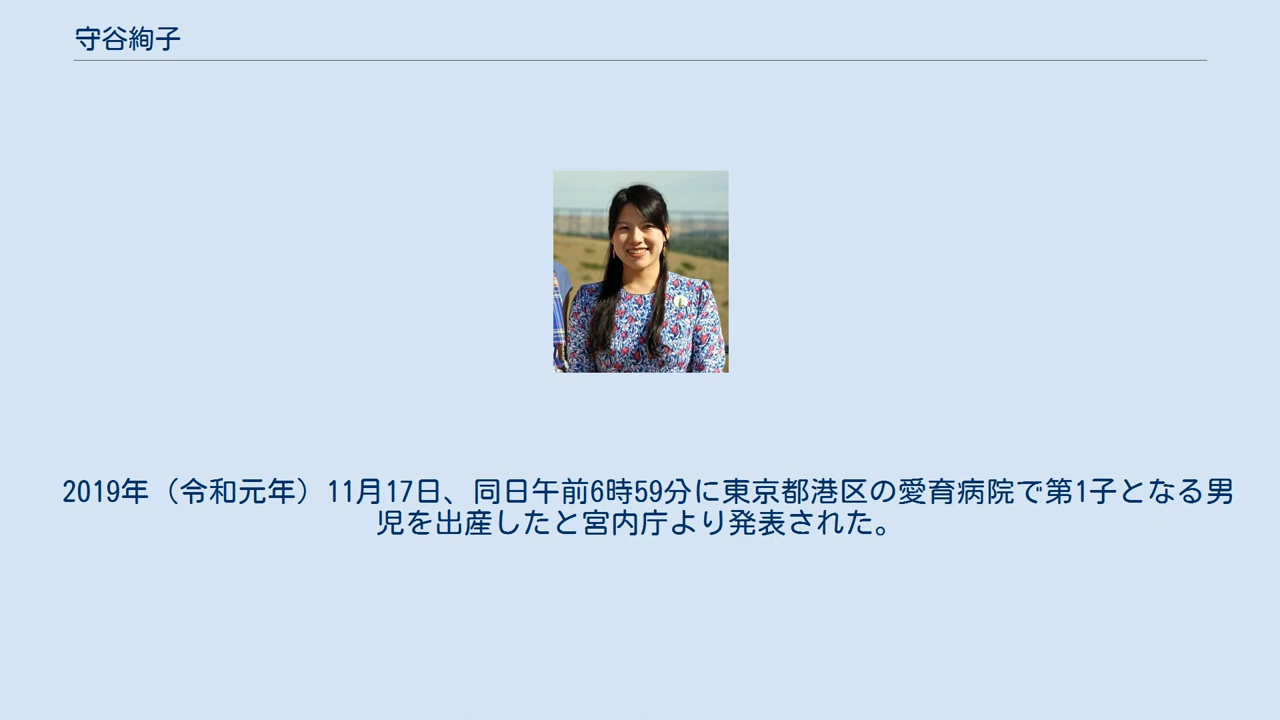 守谷絢子
2019年（令和元年）11月17日、同日午前6時59分に東京都港区の愛育病院で第1子となる男
児を出産したと宮内庁より発表された。